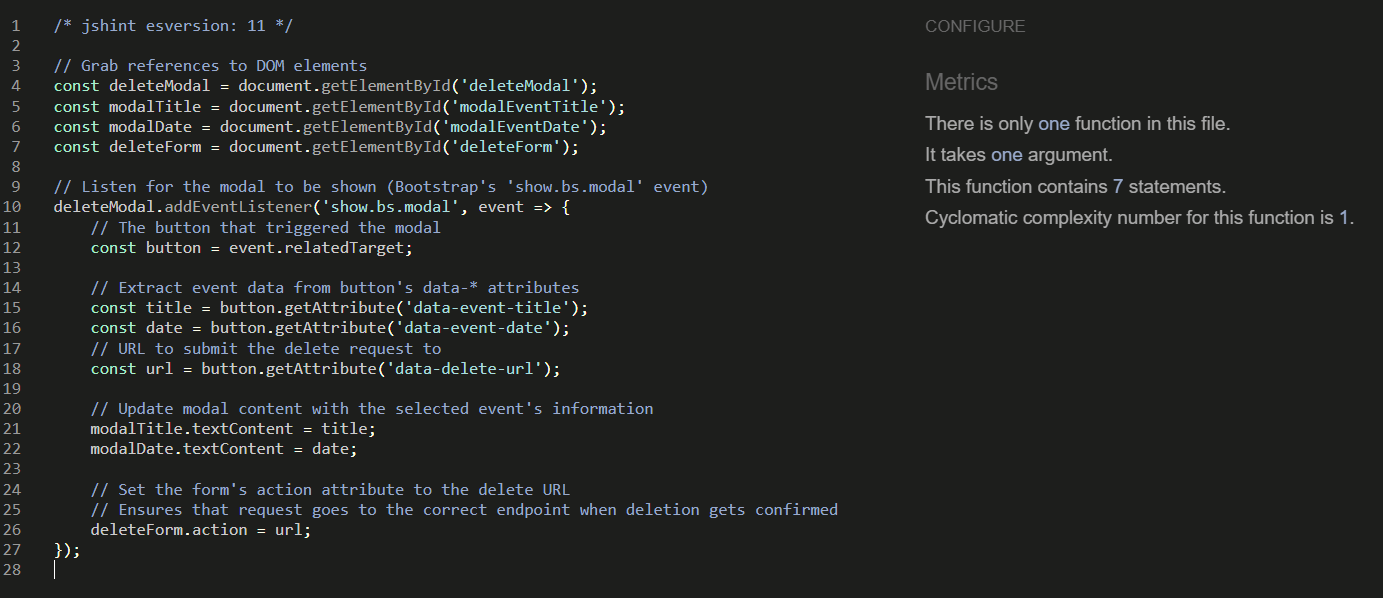 1 /* jshint esversion: 11 */
2
3 // Grab references to DOM elements
4 const deleteModal = document.getElementById('deleteModal');
5 const modalTitle = document.getElementById('modalEventTitle');
6 const modalDate = document.getElementById('modalEventDate');
7 const deleteForm = document.getElementById('deleteForm');
8
9 // Listen for the modal to be shown (Bootstrap's 'show.bs.modal' event)
10 deleteModal.addEventListener('show.bs.modal', event => {
11     // The button that triggered the modal
12     const button = event.relatedTarget;
13
14     // Extract event data from button's data-* attributes
15     const title = button.getAttribute('data-event-title');
16     const date = button.getAttribute('data-event-date');
17     // URL to submit the delete request to
18     const url = button.getAttribute('data-delete-url');
19
20     // Update modal content with the selected event's information
21     modalTitle.textContent = title;
22     modalDate.textContent = date;
23
24     // Set the form's action attribute to the delete URL
25     // Ensures that request goes to the correct endpoint when deletion gets confirmed
26     deleteForm.action = url;
27 });
28
CONFIGURE
Metrics
There is only one function in this file.
It takes one argument.
This function contains 7 statements.
Cyclomatic complexity number for this function is 1.